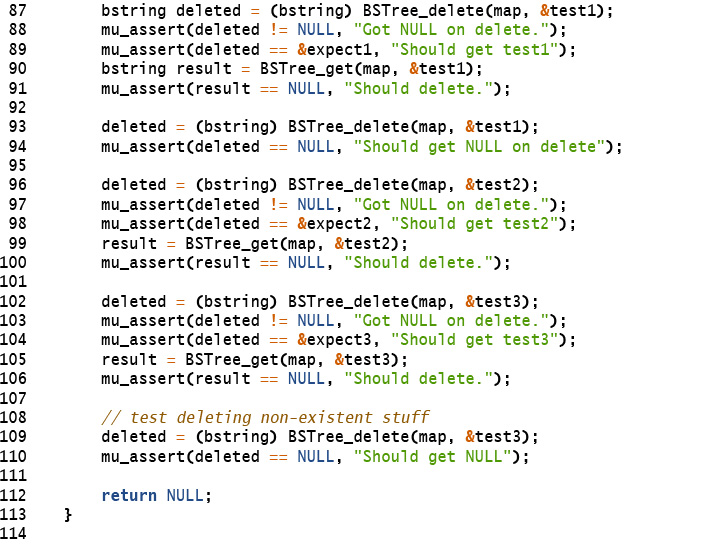 87 bstring deleted = (bstring) BSTree_delete(map, &test1);
88 mu_assert(deleted != NULL, "Got NULL on delete.");
89 mu_assert(deleted == &expect1, "Should get test1");
90 bstring result = BSTree_get(map, &test1);
91 mu_assert(result == NULL, "Should delete.");
92
93 deleted = (bstring) BSTree_delete(map, &test1);
94 mu_assert(deleted == NULL, "Should get NULL on delete");
95
96 deleted = (bstring) BSTree_delete(map, &test2);
97 mu_assert(deleted != NULL, "Got NULL on delete.");
98 mu_assert(deleted == &expect2, "Should get test2");
99 result = BSTree_get(map, &test2);
100 mu_assert(result == NULL, "Should delete.");
101
102 deleted = (bstring) BSTree_delete(map, &test3);
103 mu_assert(deleted != NULL, "Got NULL on delete.");
104 mu_assert(deleted == &expect3, "Should get test3");
105 result = BSTree_get(map, &test3);
106 mu_assert(result == NULL, "Should delete.");
107
108 // test deleting non-existent stuff
109 deleted = (bstring) BSTree_delete(map, &test3);
110 mu_assert(deleted == NULL, "Should get NULL");
111
112 return NULL;
113 }
114